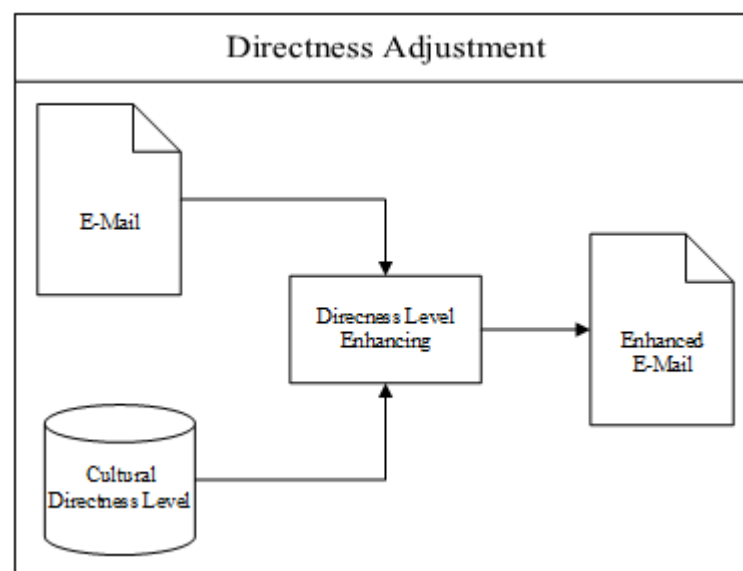 Directness Adjustment
E-Mail
Direcness Level
Enhancing
Enhanced
E-Mail
Cultural
Directness Level